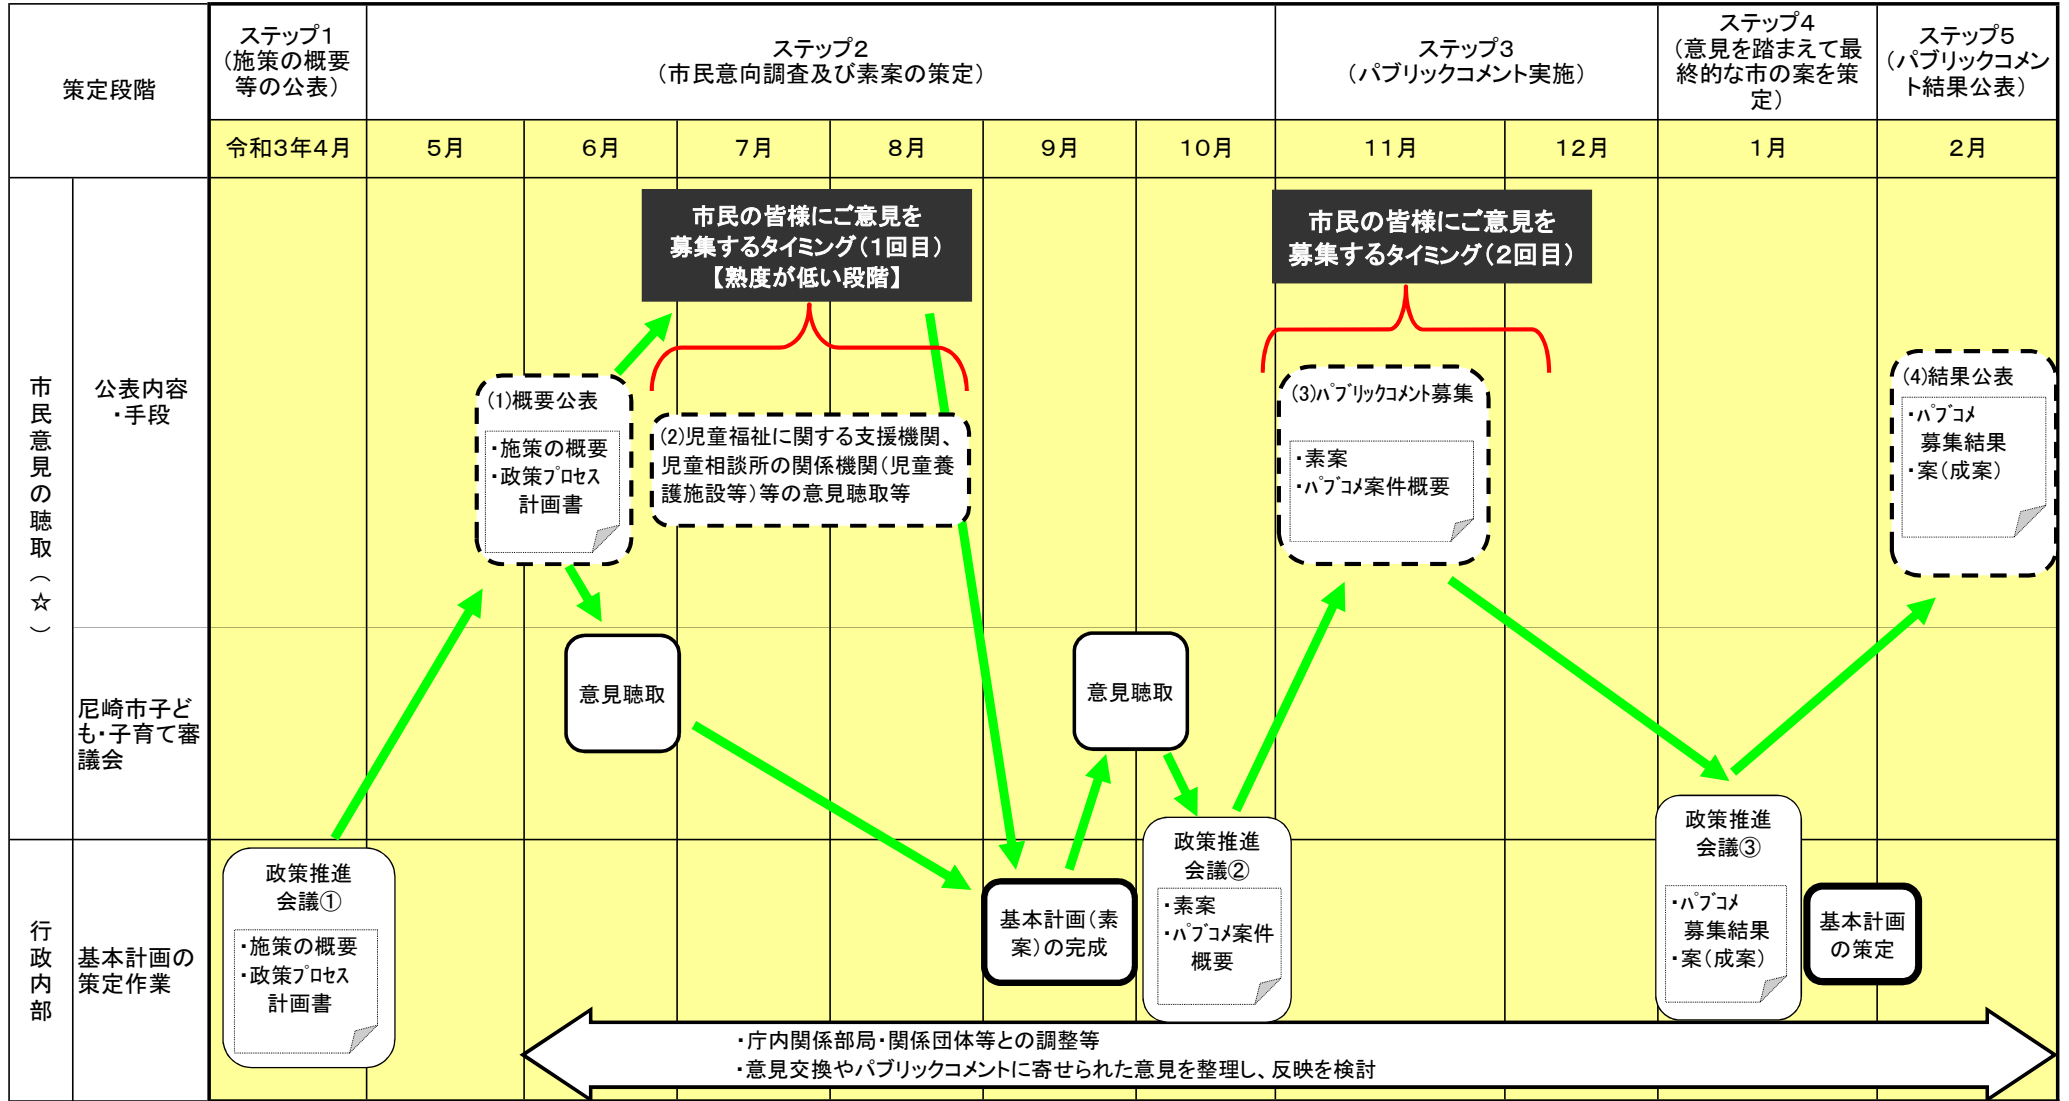 策定段階
ステップ１
（施策の概要
等の公表）
ステップ２
（市民意向調査及び素案の策定）
ステップ３
（パブリックコメント実施）
ステップ４
（意見を踏まえて最
終的な市の案を策
定）
ステップ５
（パブリックコメン
ト結果公表）
令和３年４月
５月
６月
７月
８月
９月
１０月
１１月
１２月
１月
２月
市民意見の聴取（☆）
公表内容
・手段
市民の皆様にご意見を
募集するタイミング（１回目）
【熟度が低い段階】
市民の皆様にご意見を
募集するタイミング（２回目）
(1)概要公表
・施策の概要
・政策ﾌﾟﾛｾｽ
計画書
(2)児童福祉に関する支援機関、
児童相談所の関係機関（児童養
護施設等）等の意見聴取等
(3)ﾊﾟﾌﾞﾘｯｸｺﾒﾝﾄ募集
・素案
・ﾊﾟﾌﾞｺﾒ案件概要
(4)結果公表
・ﾊﾟﾌﾞｺﾒ
募集結果
・案（成案）
尼崎市子ど
も・子育て審
議会
意見聴取
意見聴取
行政内部
基本計画の
策定作業
政策推進
会議①
・施策の概要
・政策ﾌﾟﾛｾｽ
計画書
基本計画（素
案）の完成
政策推進
会議②
・素案
・ﾊﾟﾌﾞｺﾒ案件
概要
政策推進
会議③
・ﾊﾟﾌﾞｺﾒ
募集結果
・案（成案）
基本計画
の策定
・庁内関係部局・関係団体等との調整等
・意見交換やパブリックコメントに寄せられた意見を整理し、反映を検討